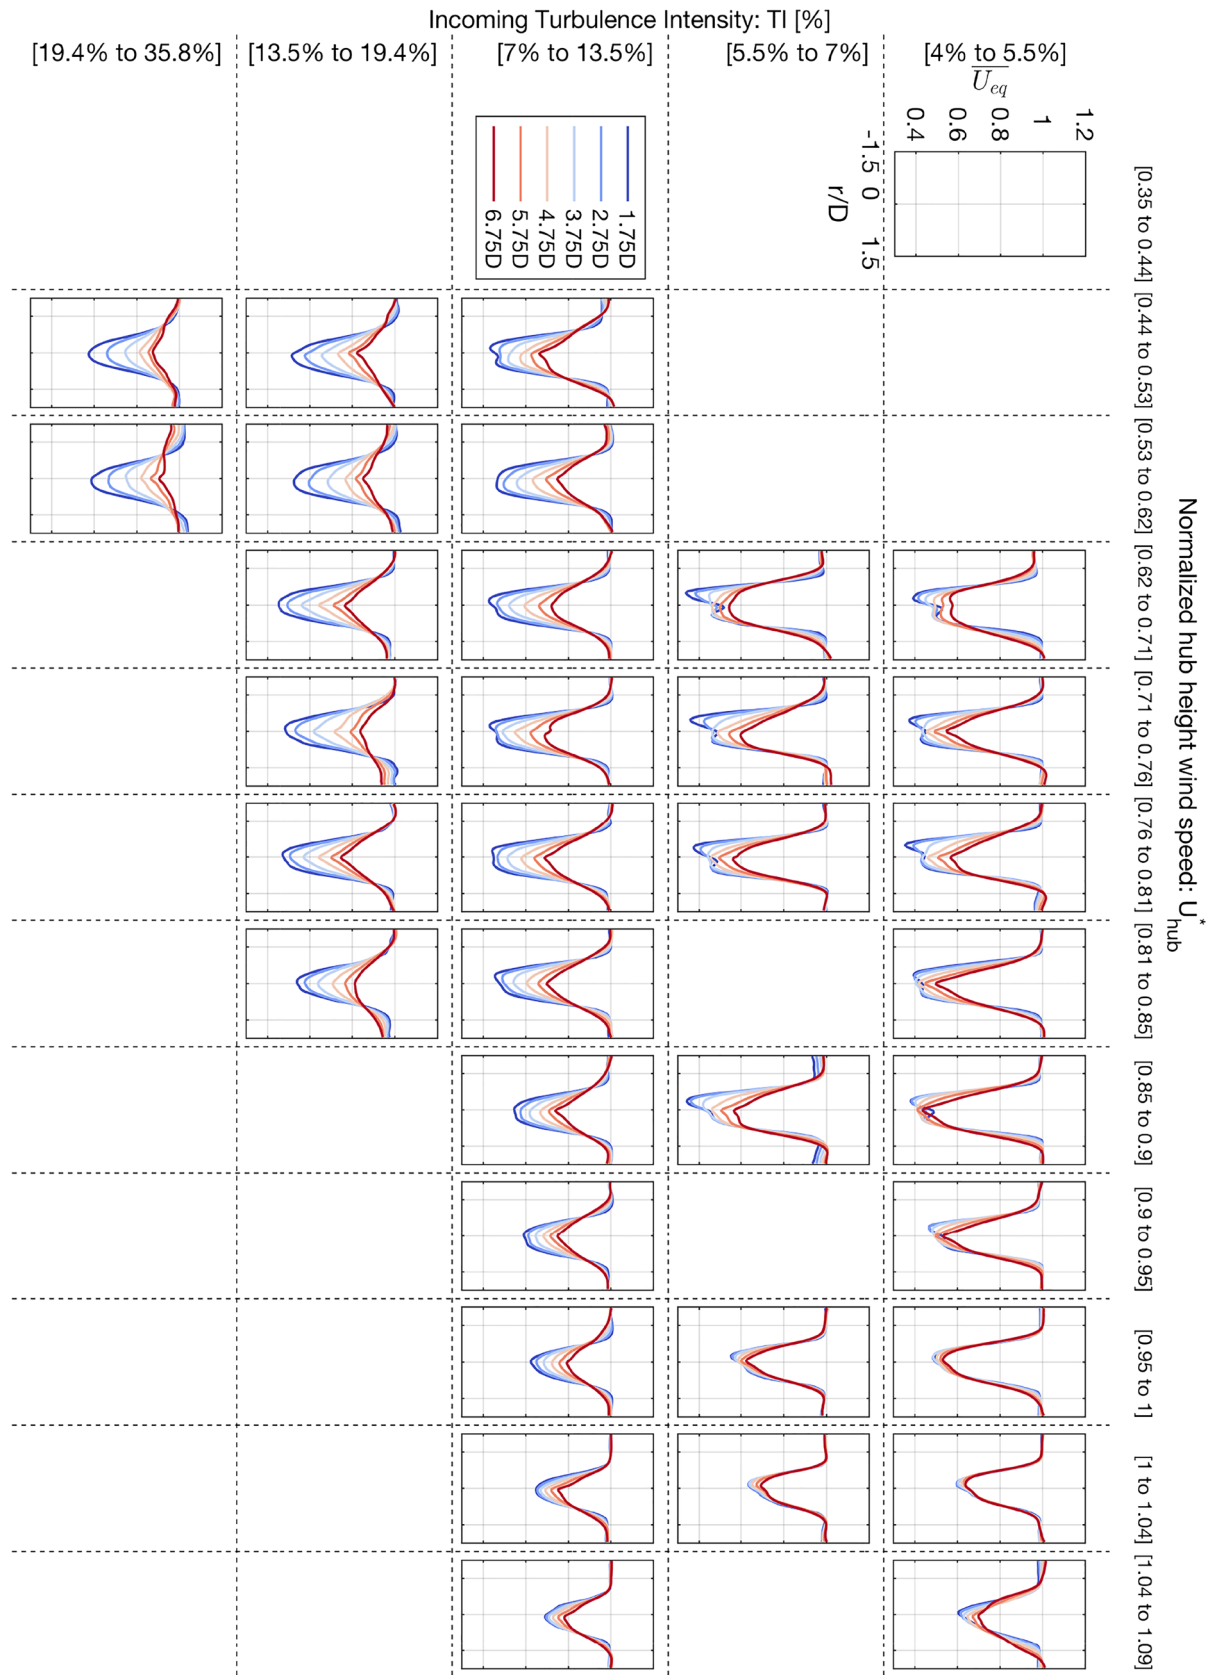 Incoming Turbulence Intensity: TI [%]
[19.4% to 35.8%]
[13.5% to 19.4%]
[7% to 13.5%]
[5.5% to 7%]
[4% to 5.5%]
U_eq
0.4
0.6
0.8
1
1.2
-1.5
0
1.5
r/D
1.75D
2.75D
3.75D
4.75D
5.75D
6.75D
Normalized hub height wind speed: U*_hub
[0.35 to 0.44]
[0.44 to 0.53]
[0.53 to 0.62]
[0.62 to 0.71]
[0.71 to 0.76]
[0.76 to 0.81]
[0.81 to 0.85]
[0.85 to 0.9]
[0.9 to 0.95]
[0.95 to 1]
[1 to 1.04]
[1.04 to 1.09]